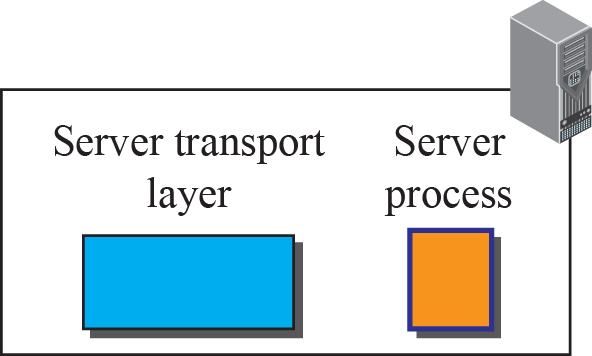 Server transport
layer
Server
process